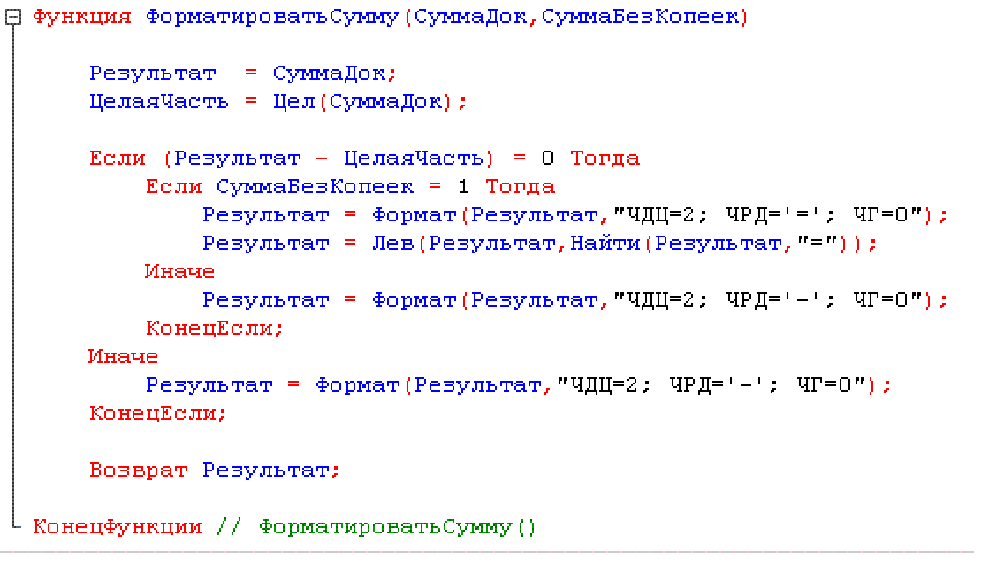 Функция ФорматироватьСумму(СуммаДок,СуммаБезКопеек)
Результат  = СуммаДок;
ЦелаяЧасть = Цел(СуммаДок);
Если (Результат - ЦелаяЧасть) = 0 Тогда
Если СуммаБезКопеек = 1 Тогда
Результат = Формат(Результат,"ЧДЦ=2; ЧРД='='; ЧГ=0");
Результат = Лев(Результат,Найти(Результат,"="));
Иначе
Результат = Формат(Результат,"ЧДЦ=2; ЧРД='-'; ЧГ=0");
КонецЕсли;
Иначе
Результат = Формат(Результат,"ЧДЦ=2; ЧРД='-'; ЧГ=0");
КонецЕсли;
Возврат Результат;
КонецФункции // ФорматироватьСумму()